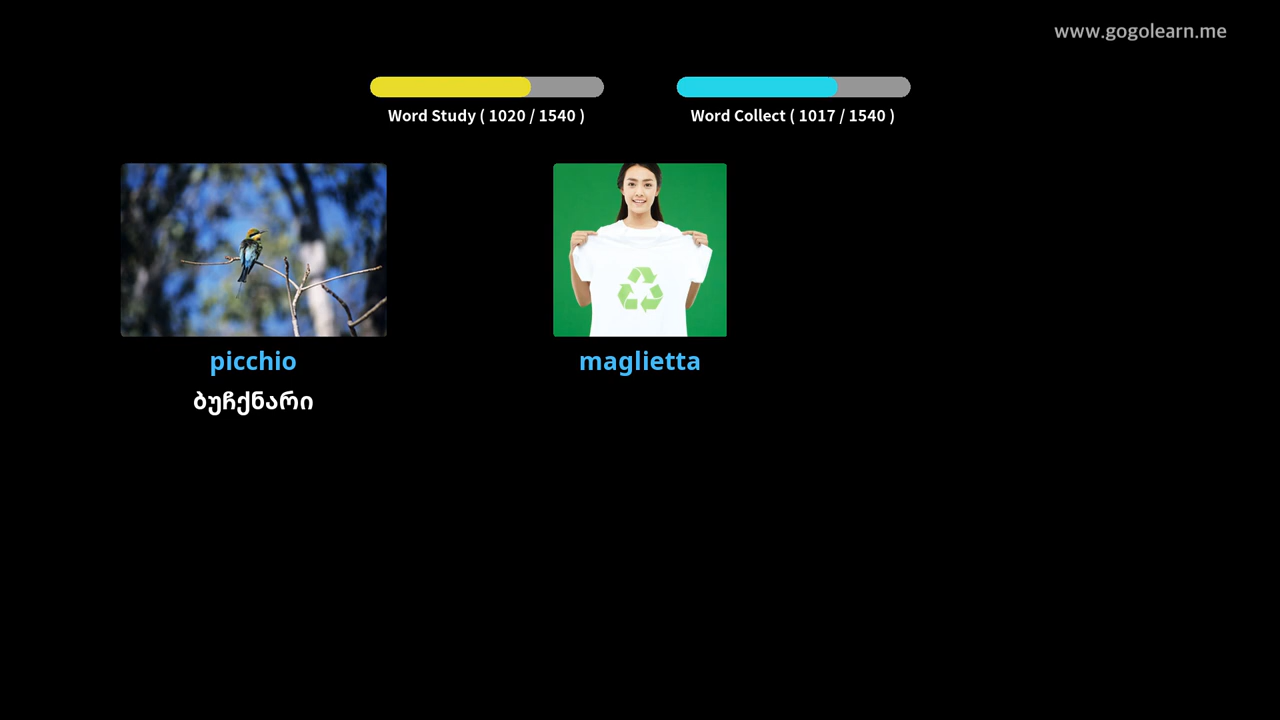 www.gogolearn.me
Word Study ( 1020 / 1540 )
Word Collect ( 1017 / 1540 )
picchio
maglietta
ბუჩქნარი